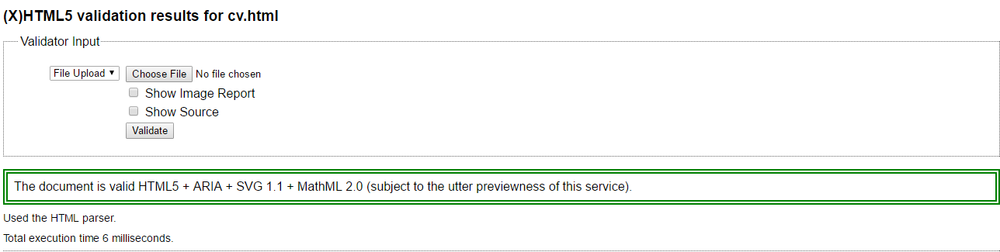 (X)HTML5 validation results for cv.html
Validator Input
File Upload ▼ Choose File No file chosen
Show Image Report
Show Source
Validate
The document is valid HTML5 + ARIA + SVG 1.1 + MathML 2.0 (subject to the utter previewness of this service).
Used the HTML parser.
Total execution time 6 milliseconds.